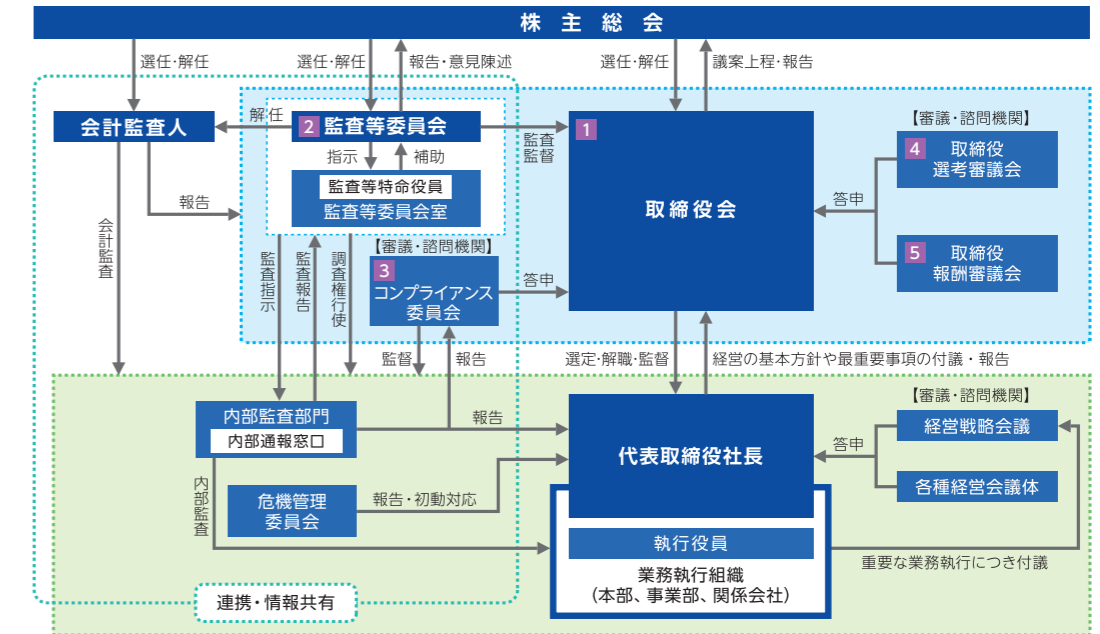 株主総会
選任・解任
選任・解任
報告・意見陳述
選任・解任
議案上程・報告
会計監査人
解任
2 監査等委員会
監査
監督
1
取締役会
【審議・諮問機関】
4 取締役
選考審議会
指示
補助
監査等特命役員
監査等委員会室
報告
答申
5 取締役
報酬審議会
会計監査
監査指示
監査報告
調査権行使
【審議・諮問機関】
3
コンプライアンス
委員会
答申
監督
報告
選定・解職・監督
経営の基本方針や最重要事項の付議・報告
内部監査部門
内部通報窓口
報告
代表取締役社長
【審議・諮問機関】
経営戦略会議
答申
各種経営会議体
内部監査
危機管理
委員会
報告・初動対応
執行役員
業務執行組織
（本部、事業部、関係会社）
重要な業務執行につき付議
連携・情報共有